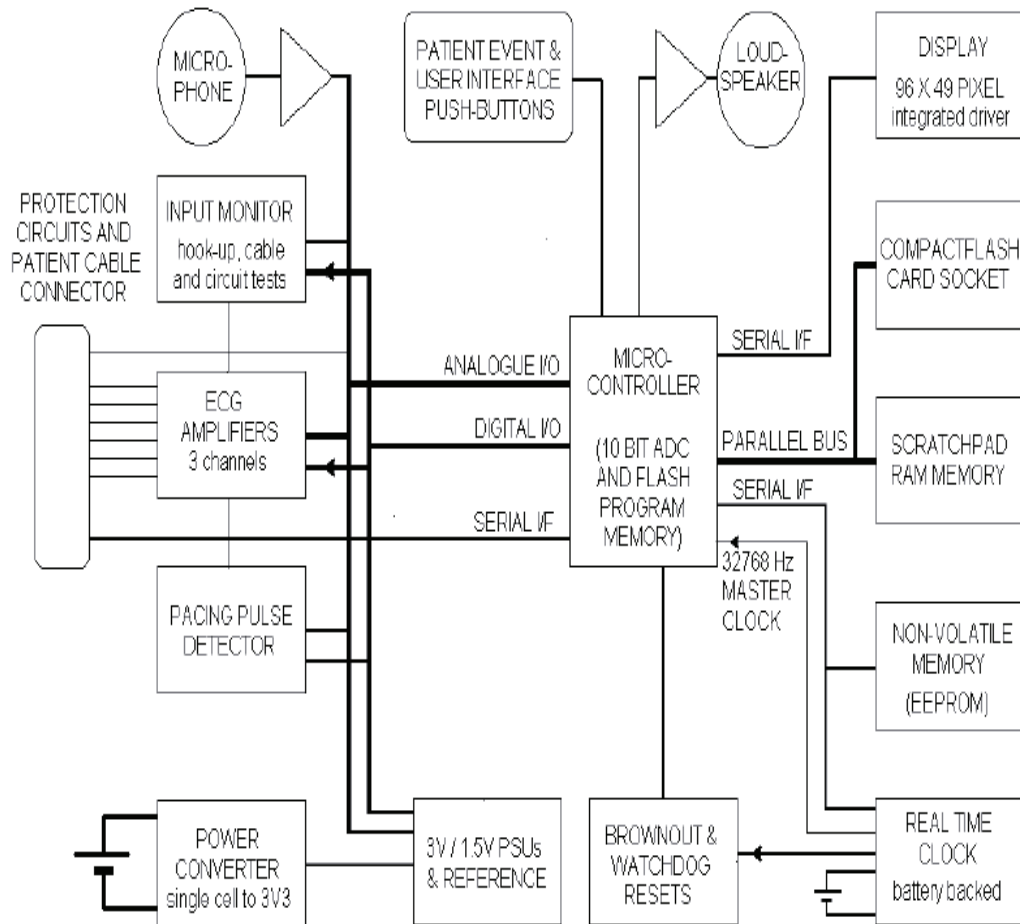 MICRO-
PHONE
PATIENT EVENT &
USER INTERFACE
PUSH-BUTTONS
LOUD-
SPEAKER
DISPLAY
96 X 49 PIXEL
integrated driver
PROTECTION
CIRCUITS AND
PATIENT CABLE
CONNECTOR
INPUT MONITOR
hook-up, cable
and circuit tests
COMPACTFLASH
CARD SOCKET
ECG
AMPLIFIERS
3 channels
ANALOGUE I/O
DIGITAL I/O
SERIAL I/F
MICRO-
CONTROLLER
(10 BIT ADC
AND FLASH
PROGRAM
MEMORY)
SERIAL I/F
PARALLEL BUS
SERIAL I/F
32768 Hz
MASTER
CLOCK
SCRATCHPAD
RAM MEMORY
PACING PULSE
DETECTOR
NON-VOLATILE
MEMORY
(EEPROM)
POWER
CONVERTER
single cell to 3V3
3V / 1.5V PSUs
& REFERENCE
BROWNOUT &
WATCHDOG
RESETS
REAL TIME
CLOCK
battery backed